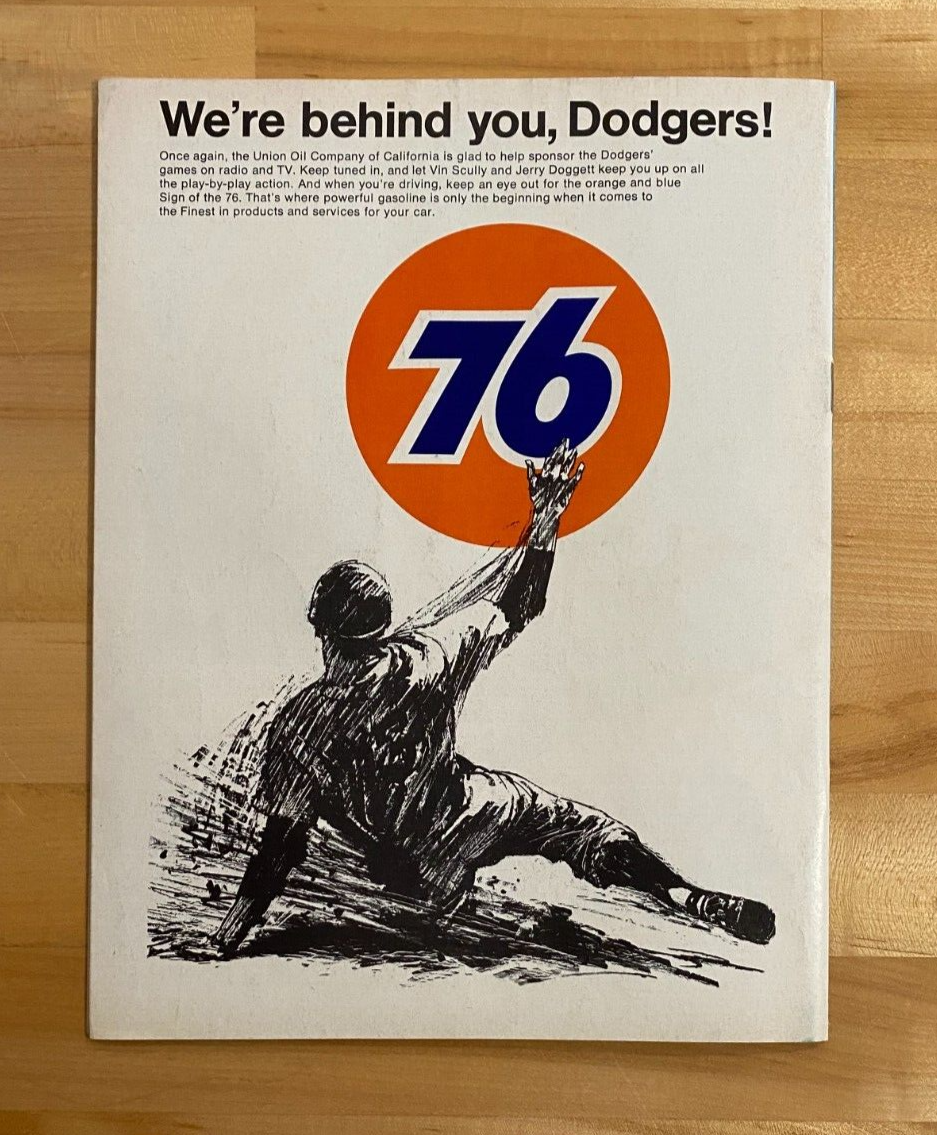 We're behind you, Dodgers!
Once again, the Union Oil Company of California is glad to help sponsor the Dodgers'
games on radio and TV. Keep tuned in, and let Vin Scully and Jerry Doggett keep you up on all
the play-by-play action. And when you're driving, keep an eye out for the orange and blue
Sign of the 76. That's where powerful gasoline is only the beginning when it comes to
the Finest in products and services for your car.
76